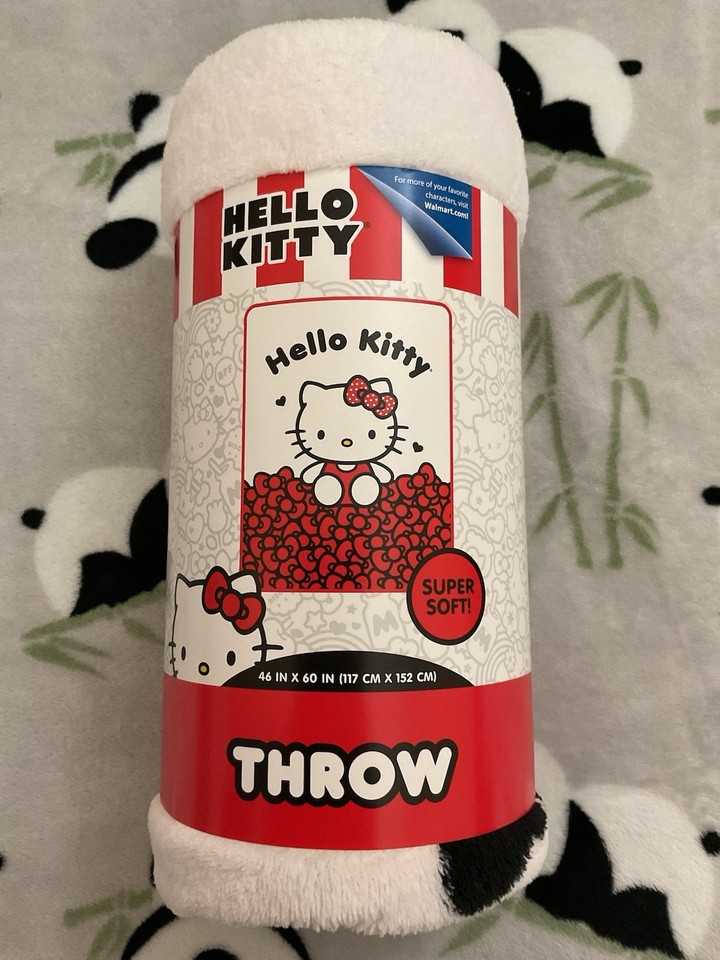 HELLO
KITTY®
For more of your favorite
characters, visit
Walmart.com!
Hello Kitty
BFF
SUPER
SOFT!
46 IN X 60 IN (117 CM X 152 CM)
THROW